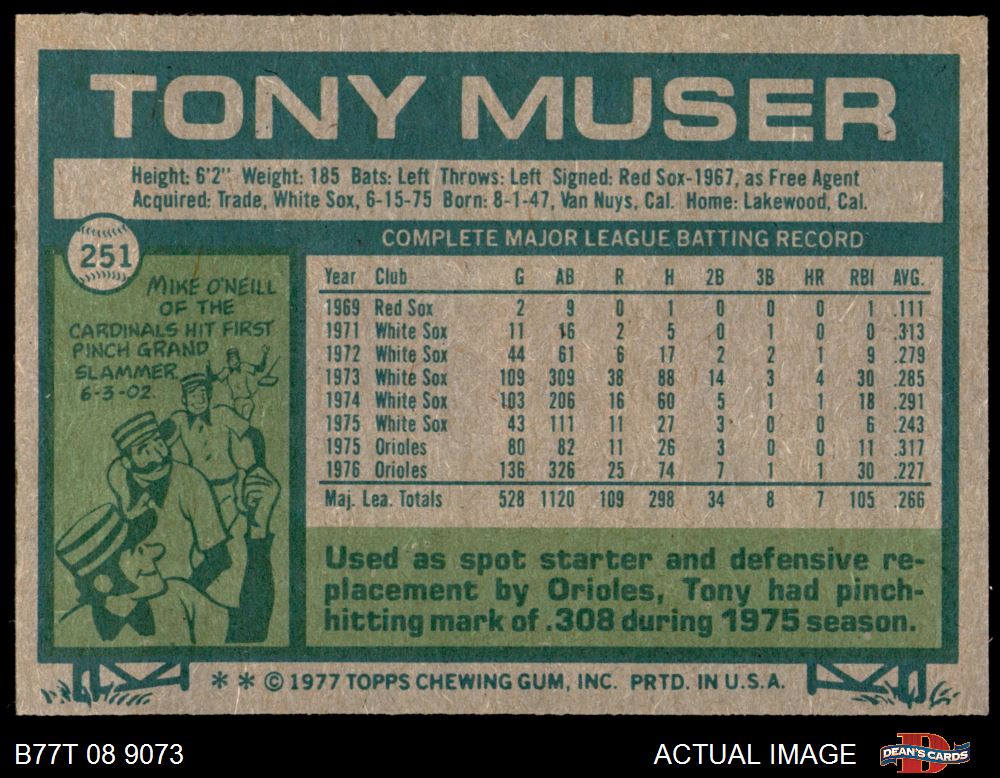 TONY MUSER
Height: 6'2" Weight: 185 Bats: Left Throws: Left Signed: Red Sox-1967, as Free Agent
Acquired: Trade, White Sox, 6-15-75 Born: 8-1-47, Van Nuys, Cal. Home: Lakewood, Cal.
251
MIKE O'NEILL
OF THE
CARDINALS HIT FIRST
PINCH GRAND
SLAMMER
6-3-02.
COMPLETE MAJOR LEAGUE BATTING RECORD
Year Club G AB R H 2B 3B HR RBI AVG.
1969 Red Sox 2 9 0 1 0 0 0 1 .111
1971 White Sox 11 16 2 5 0 1 0 0 .313
1972 White Sox 44 61 6 17 2 2 1 9 .279
1973 White Sox 109 309 38 88 14 3 4 30 .285
1974 White Sox 103 206 16 60 5 1 1 18 .291
1975 White Sox 43 111 11 27 3 0 0 6 .243
1975 Orioles 80 82 11 26 3 0 0 11 .317
1976 Orioles 136 326 25 74 7 1 1 30 .227
Maj. Lea. Totals 528 1120 109 298 34 8 7 105 .266
Used as spot starter and defensive re-
placement by Orioles, Tony had pinch-
hitting mark of .308 during 1975 season.
* * © 1977 TOPPS CHEWING GUM, INC. PRTD. IN U.S.A.
B77T 08 9073
ACTUAL IMAGE
DEAN'S CARDS